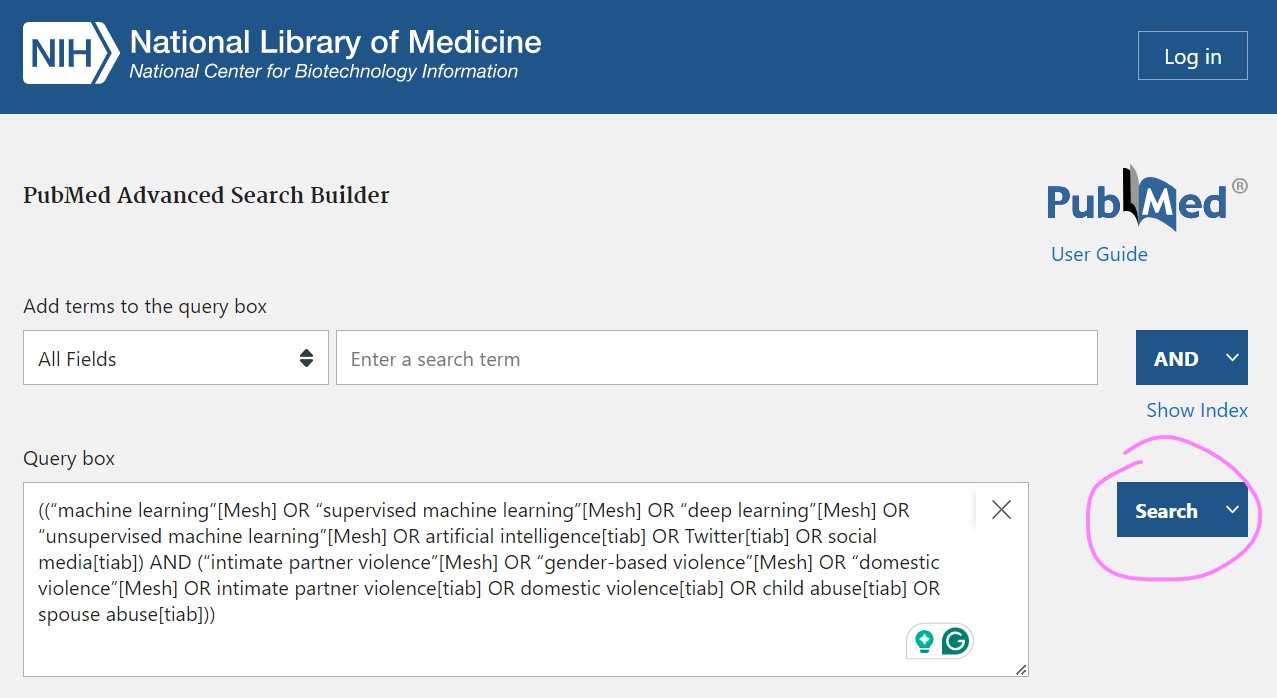 NIH National Library of Medicine
National Center for Biotechnology Information
Log in
PubMed Advanced Search Builder
PubMed®
User Guide
Add terms to the query box
All Fields
Enter a search term
AND
Show Index
Query box
((“machine learning”[Mesh] OR “supervised machine learning”[Mesh] OR “deep learning”[Mesh] OR
“unsupervised machine learning”[Mesh] OR artificial intelligence[tiab] OR Twitter[tiab] OR social
media[tiab]) AND (“intimate partner violence”[Mesh] OR “gender-based violence”[Mesh] OR “domestic
violence”[Mesh] OR intimate partner violence[tiab] OR domestic violence[tiab] OR child abuse[tiab] OR
spouse abuse[tiab]))
Search